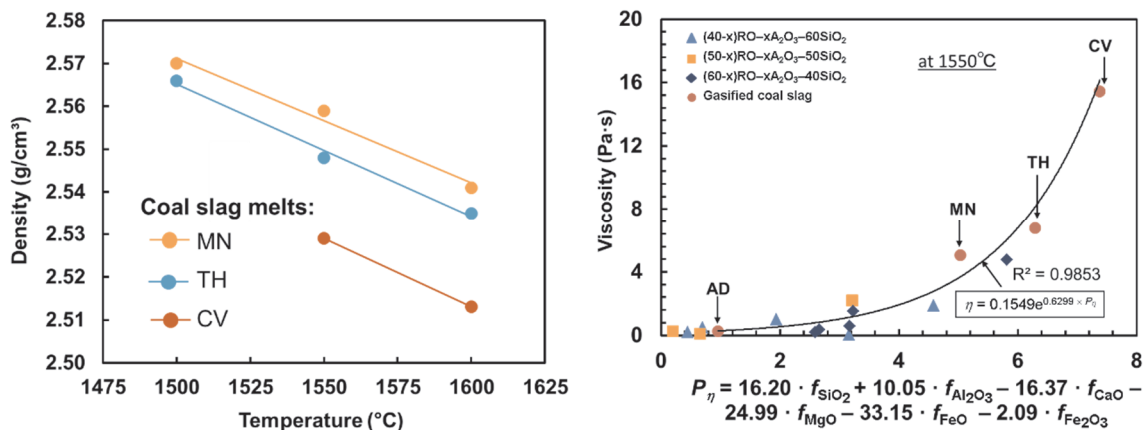 2.58
2.57
2.56
2.55
2.54
2.53
2.52
2.51
2.50
Density (g/cm³)
Coal slag melts:
MN
TH
CV
1475 1500 1525 1550 1575 1600 1625
Temperature (°C)
20
16
12
8
4
0
Viscosity (Pa·s)
(40-x)RO–xA₂O₃–60SiO₂
(50-x)RO–xA₂O₃–50SiO₂
(60-x)RO–xA₂O₃–40SiO₂
Gasified coal slag
at 1550°C
CV
TH
MN
AD
R² = 0.9853
η = 0.1549e^0.6299 × Pη
0 2 4 6 8
Pη = 16.20 · fSiO₂ + 10.05 · fAl₂O₃ – 16.37 · fCaO –
24.99 · fMgO – 33.15 · fFeO – 2.09 · fFe₂O₃